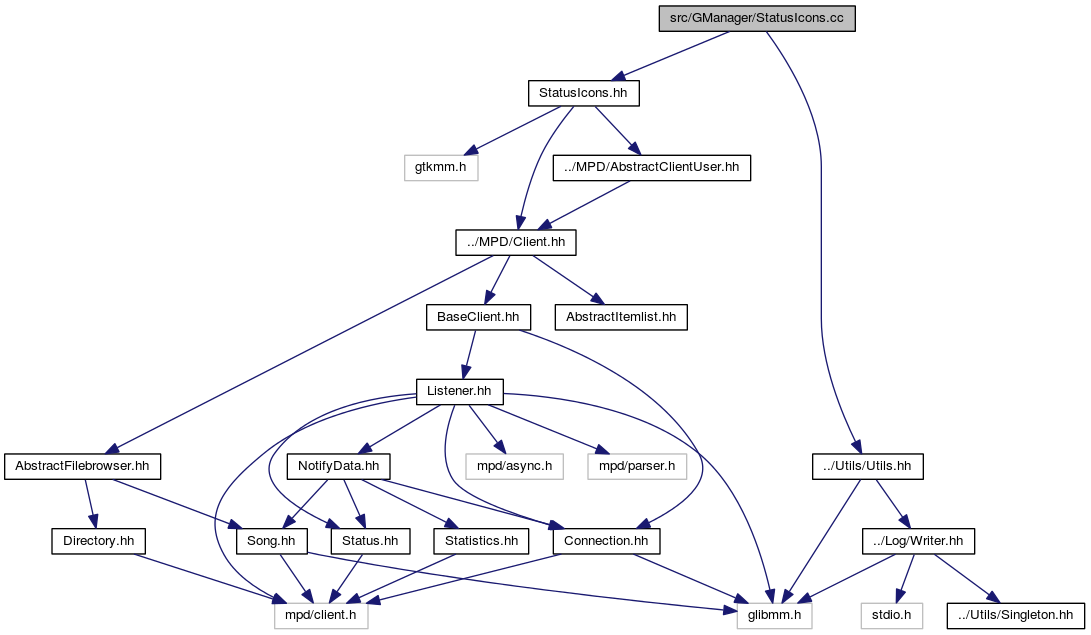 src/GManager/StatusIcons.cc
StatusIcons.hh
gtkmm.h
../MPD/AbstractClientUser.hh
../MPD/Client.hh
BaseClient.hh
AbstractItemlist.hh
Listener.hh
AbstractFilebrowser.hh
NotifyData.hh
mpd/async.h
mpd/parser.h
../Utils/Utils.hh
Directory.hh
Song.hh
Status.hh
Statistics.hh
Connection.hh
../Log/Writer.hh
mpd/client.h
glibmm.h
stdio.h
../Utils/Singleton.hh